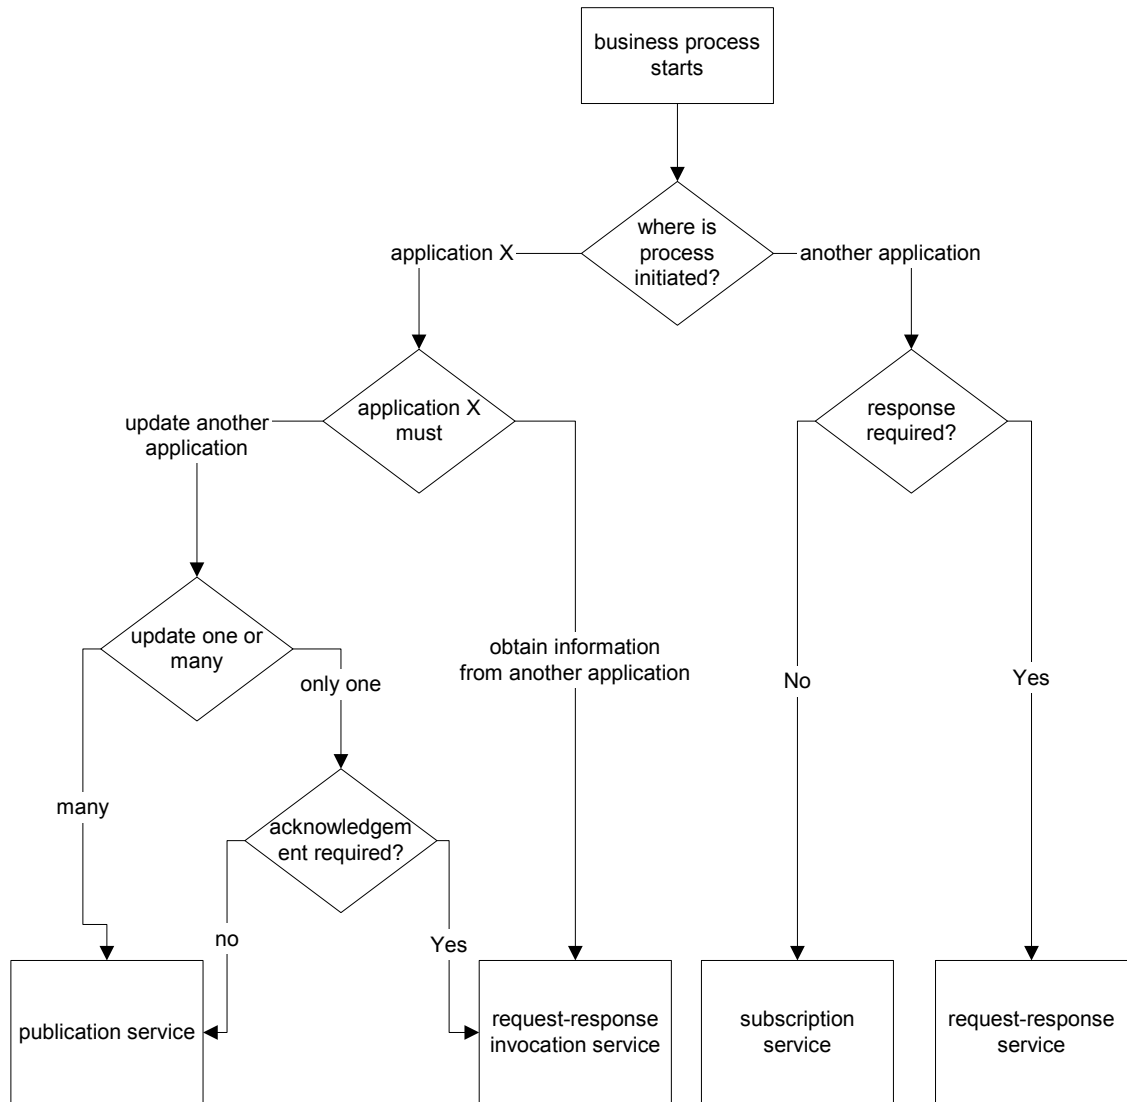 business process
starts
where is
process
initiated?
application X
another application
application X
must
response
required?
update another
application
update one or
many
only one
obtain information
from another application
No
Yes
many
acknowledgem
ent required?
no
Yes
publication service
request-response
invocation service
subscription
service
request-response
service